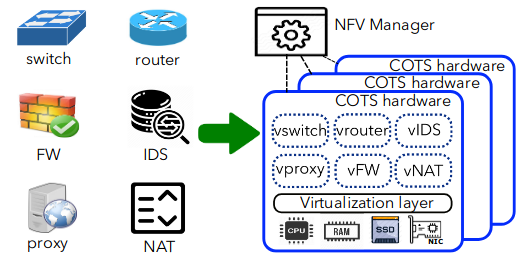 switch
router
FW
IDS
proxy
NAT
NFV Manager
COTS hardware
COTS hardware
COTS hardware
vswitch
vrouter
vIDS
vproxy
vFW
vNAT
Virtualization layer
CPU
RAM
SSD
NIC